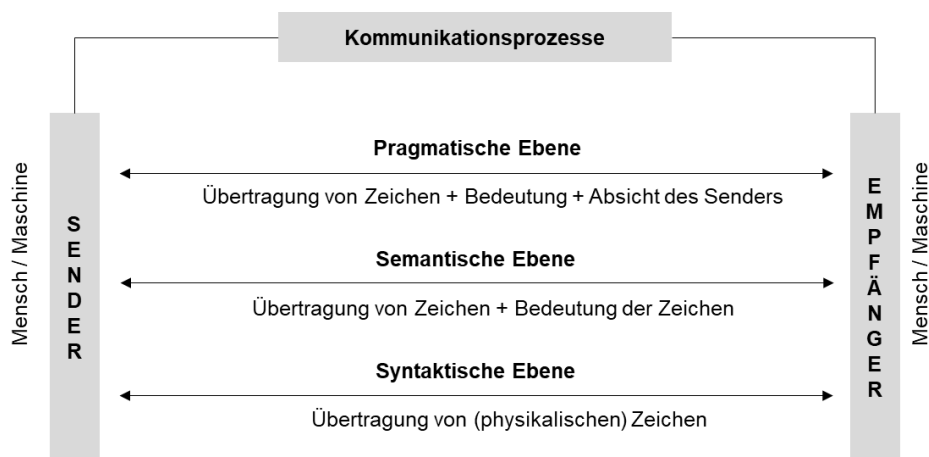 Kommunikationsprozesse
Mensch / Maschine
SENDER
Pragmatische Ebene
Übertragung von Zeichen + Bedeutung + Absicht des Senders
Semantische Ebene
Übertragung von Zeichen + Bedeutung der Zeichen
Syntaktische Ebene
Übertragung von (physikalischen) Zeichen
EMPFÄNGER
Mensch / Maschine